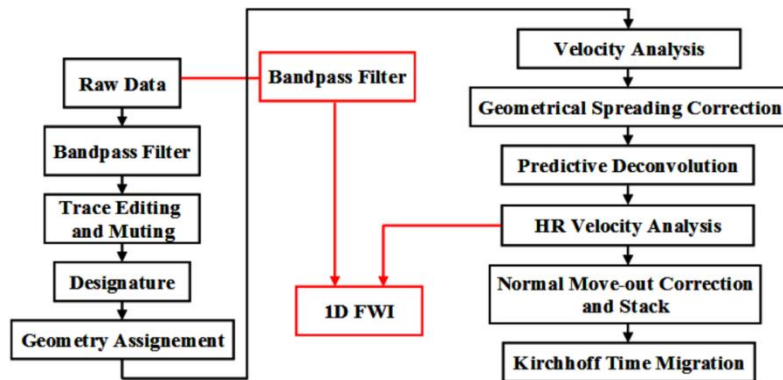 Raw Data
Bandpass Filter
Trace Editing
and Muting
Designature
Geometry Assignement
Bandpass Filter
1D FWI
Velocity Analysis
Geometrical Spreading Correction
Predictive Deconvolution
HR Velocity Analysis
Normal Move-out Correction
and Stack
Kirchhoff Time Migration